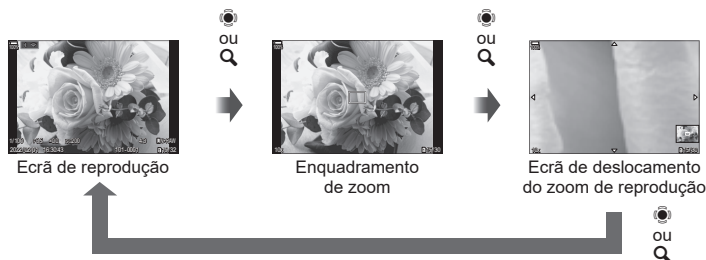 ou
ou
Ecrã de reprodução
Enquadramento
de zoom
Ecrã de deslocamento
do zoom de reprodução
ou